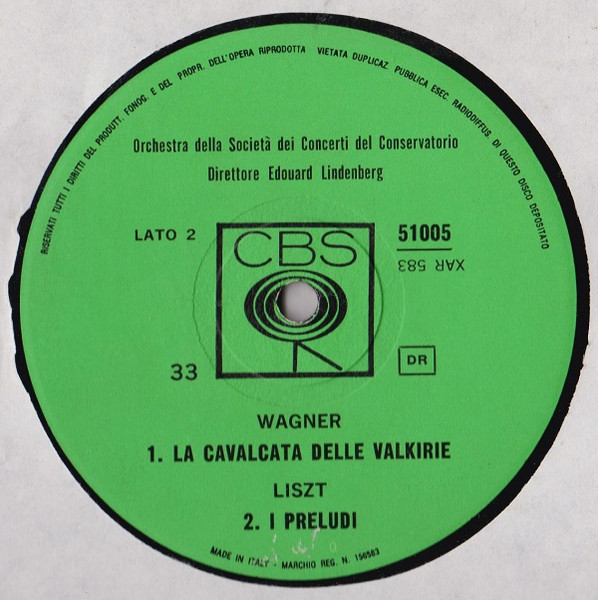 RISERVATI TUTTI I DIRITTI DEL PRODUTT. FONOG. E DEL PROPR. DELL'OPERA RIPRODOTTA VIETATA DUPLICAZ. PUBBLICA ESEC. RADIODIFFUS. DI QUESTO DISCO DEPOSITATO
Orchestra della Società dei Concerti del Conservatorio
Direttore Edouard Lindenberg
LATO 2
CBS
51005
XAR 583
33
DR
WAGNER
1. LA CAVALCATA DELLE VALKIRIE
LISZT
2. I PRELUDI
MADE IN ITALY - MARCHIO REG. N. 156583